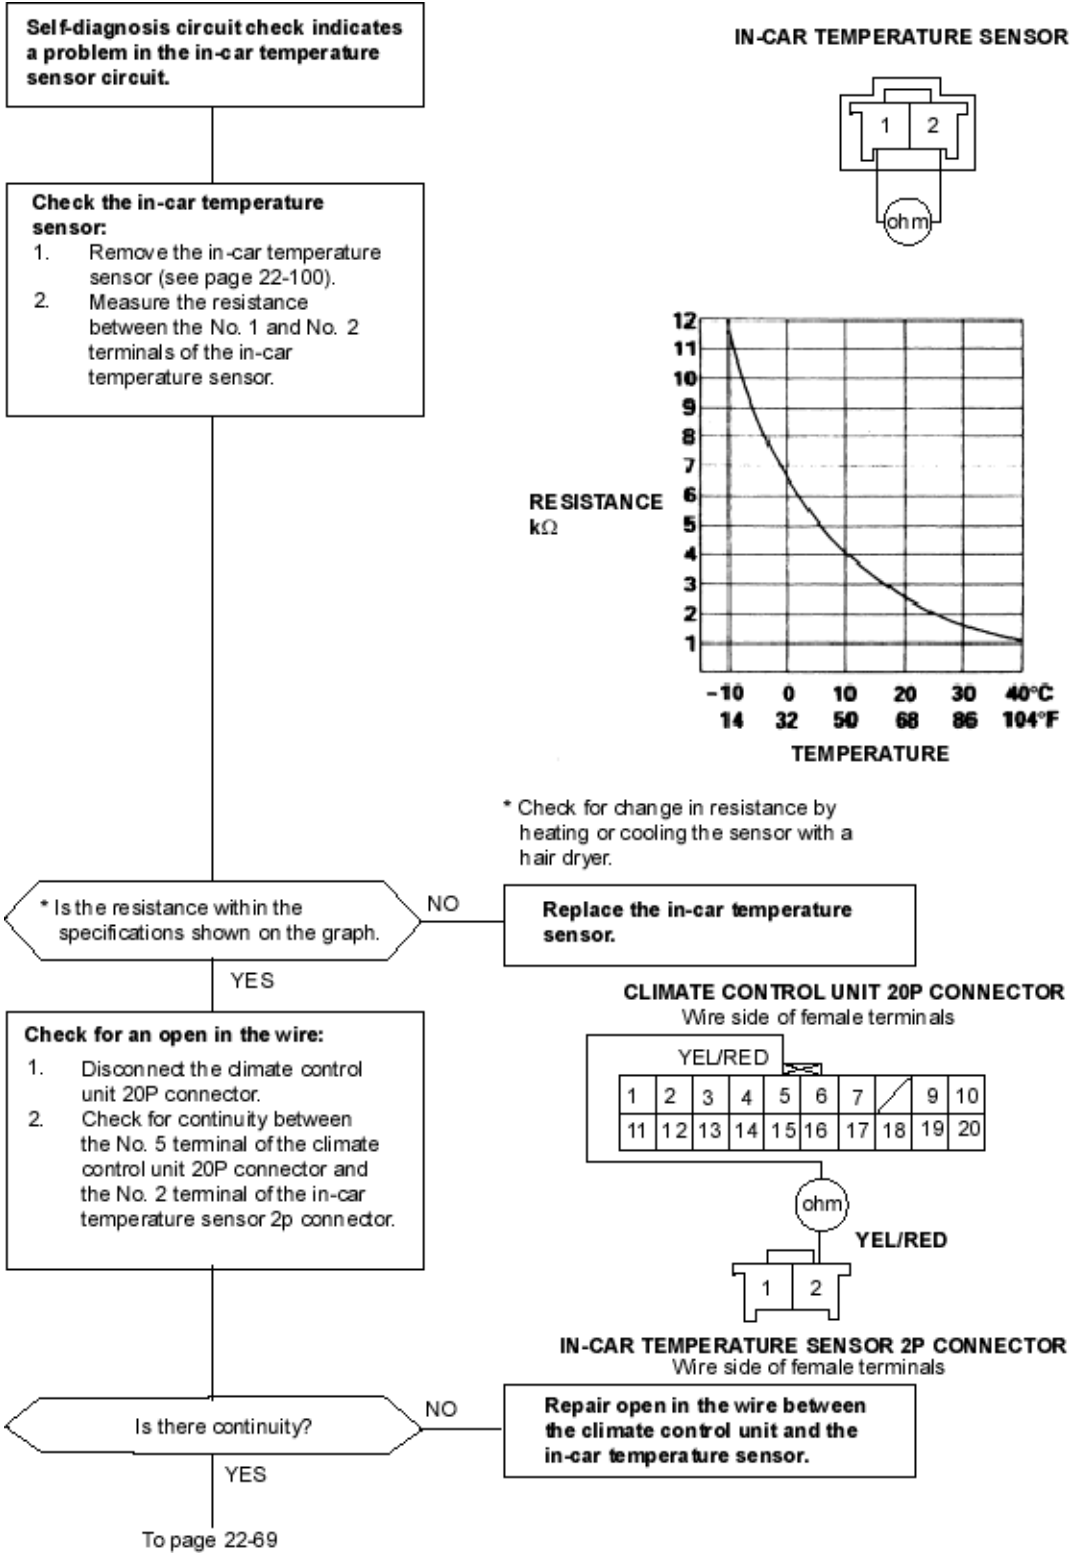 Self-diagnosis circuit check indicates
a problem in the in-car temperature
sensor circuit.
IN-CAR TEMPERATURE SENSOR
1 2
ohm
Check the in-car temperature
sensor:
1. Remove the in-car temperature
sensor (see page 22-100).
2. Measure the resistance
between the No. 1 and No. 2
terminals of the in-car
temperature sensor.
12
11
10
9
8
7
6
5
4
3
2
1
RESISTANCE
kΩ
-10 0 10 20 30 40°C
14 32 50 68 86 104°F
TEMPERATURE
* Check for change in resistance by
heating or cooling the sensor with a
hair dryer.
* Is the resistance within the
specifications shown on the graph.
NO
Replace the in-car temperature
sensor.
YES
CLIMATE CONTROL UNIT 20P CONNECTOR
Wire side of female terminals
Check for an open in the wire:
1. Disconnect the climate control
unit 20P connector.
2. Check for continuity between
the No. 5 terminal of the climate
control unit 20P connector and
the No. 2 terminal of the in-car
temperature sensor 2p connector.
YEL/RED
1 2 3 4 5 6 7 9 10
11 12 13 14 15 16 17 18 19 20
ohm
YEL/RED
1 2
IN-CAR TEMPERATURE SENSOR 2P CONNECTOR
Wire side of female terminals
Is there continuity?
NO
Repair open in the wire between
the climate control unit and the
in-car temperature sensor.
YES
To page 22-69